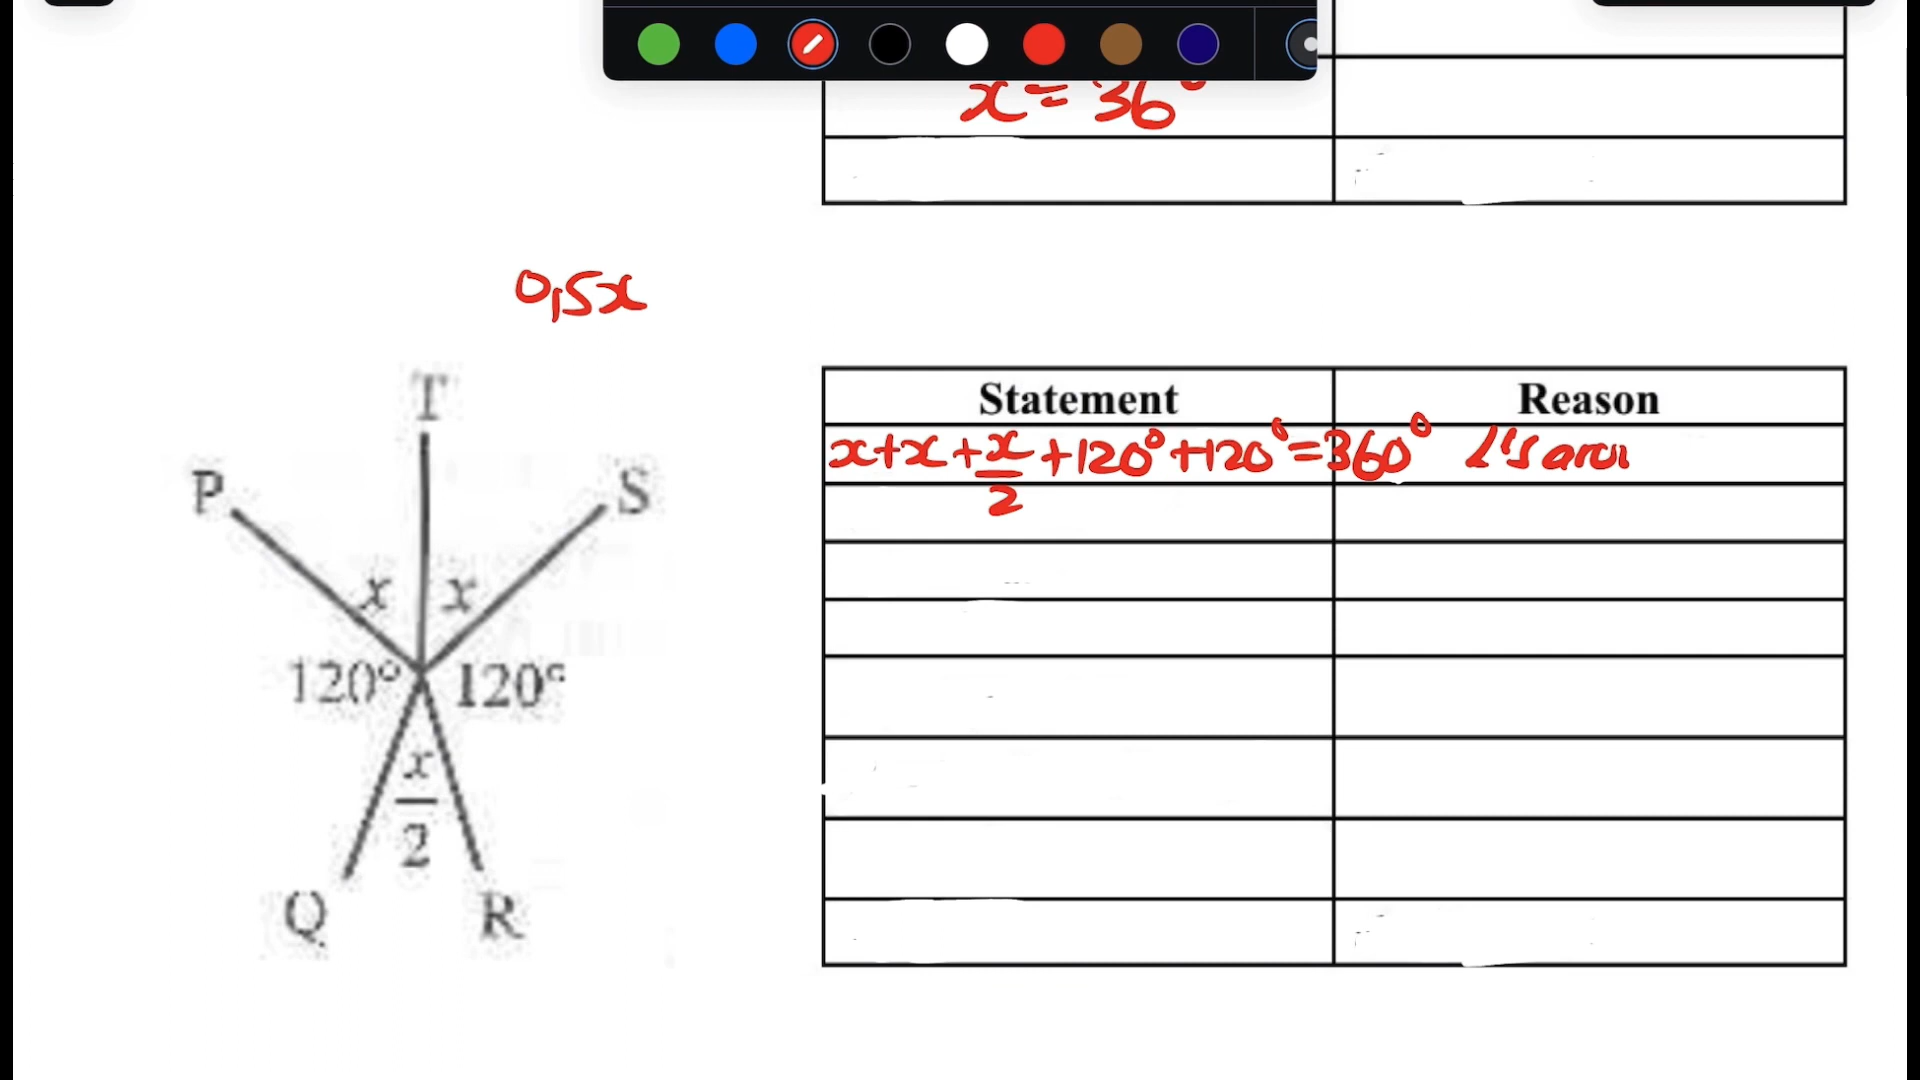 x = 36°
0,5x
T
P
S
x x
120° 120°
x/2
Q
R
Statement Reason
x+x+x/2+120°+120°=360° ∠'s arou